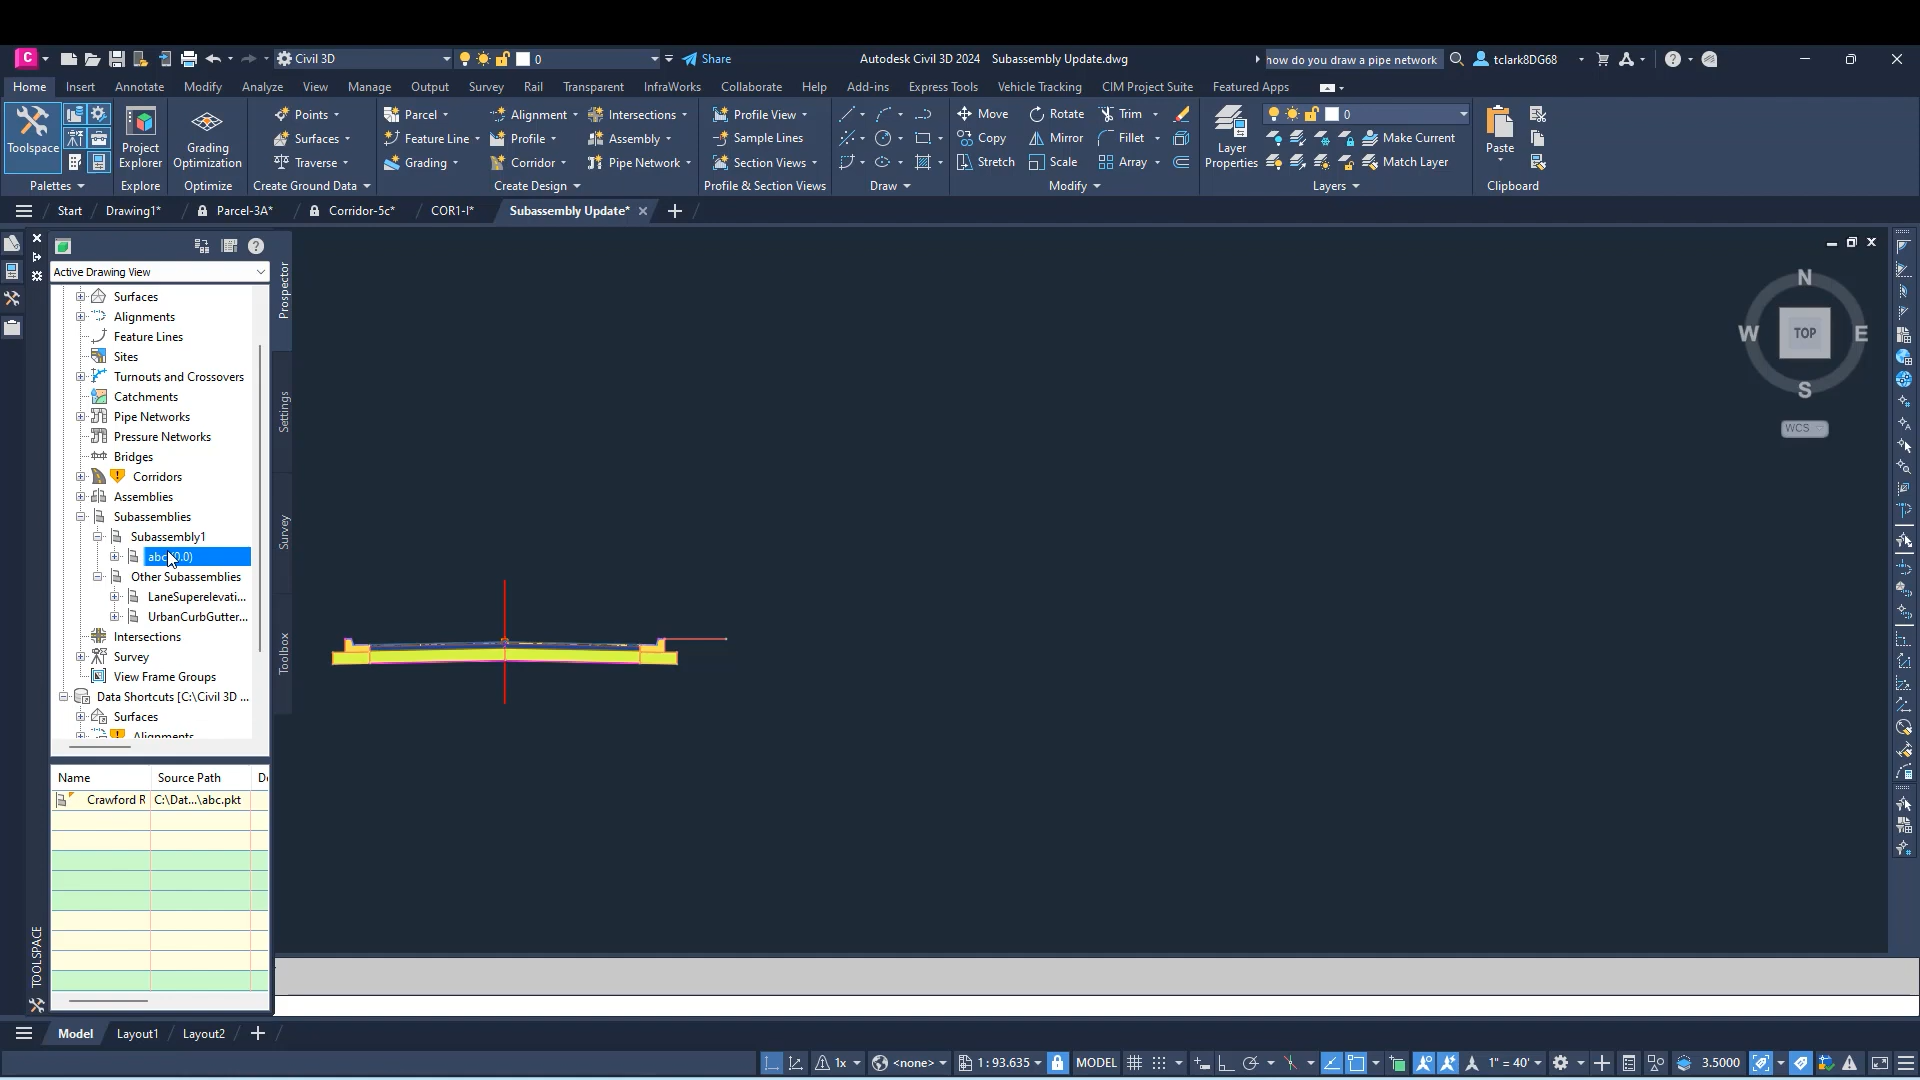 C Civil 3D 0 Share Autodesk Civil 3D 2024 Subassembly Update.dwg how do you draw a pipe network tclark8DG68
Home Insert Annotate Modify Analyze View Manage Output Survey Rail Transparent InfraWorks Collaborate Help Add-ins Express Tools Vehicle Tracking CIM Project Suite Featured Apps
Points Parcel Alignment Intersections Profile View Move Rotate Trim 0
Toolspace Project Explorer Grading Optimization Surfaces Feature Line Profile Assembly Sample Lines Copy Mirror Fillet Layer Properties Make Current Paste
Traverse Grading Corridor Pipe Network Section Views Stretch Scale Array Match Layer
Palettes Explore Optimize Create Ground Data Create Design Profile & Section Views Draw Modify Layers Clipboard
Start Drawing1* Parcel-3A* Corridor-5c* COR1-I* Subassembly Update*
Active Drawing View
Surfaces
Alignments
Feature Lines
Sites
Turnouts and Crossovers
Catchments
Pipe Networks
Pressure Networks
Bridges
Corridors
Assemblies
Subassemblies
Subassembly1
Other Subassemblies
LaneSuperelevati...
UrbanCurbGutter...
Intersections
Survey
View Frame Groups
Data Shortcuts [C:\Civil 3D ...
Surfaces
Alignments
Prospector
Settings
Survey
Toolbox
Name Source Path
Crawford R C:\Dat...\abc.pkt
TOOLSPACE
N
W TOP E
S
WCS
Model Layout1 Layout2
1x <none> 1:93.635 MODEL 1" = 40' 3.5000